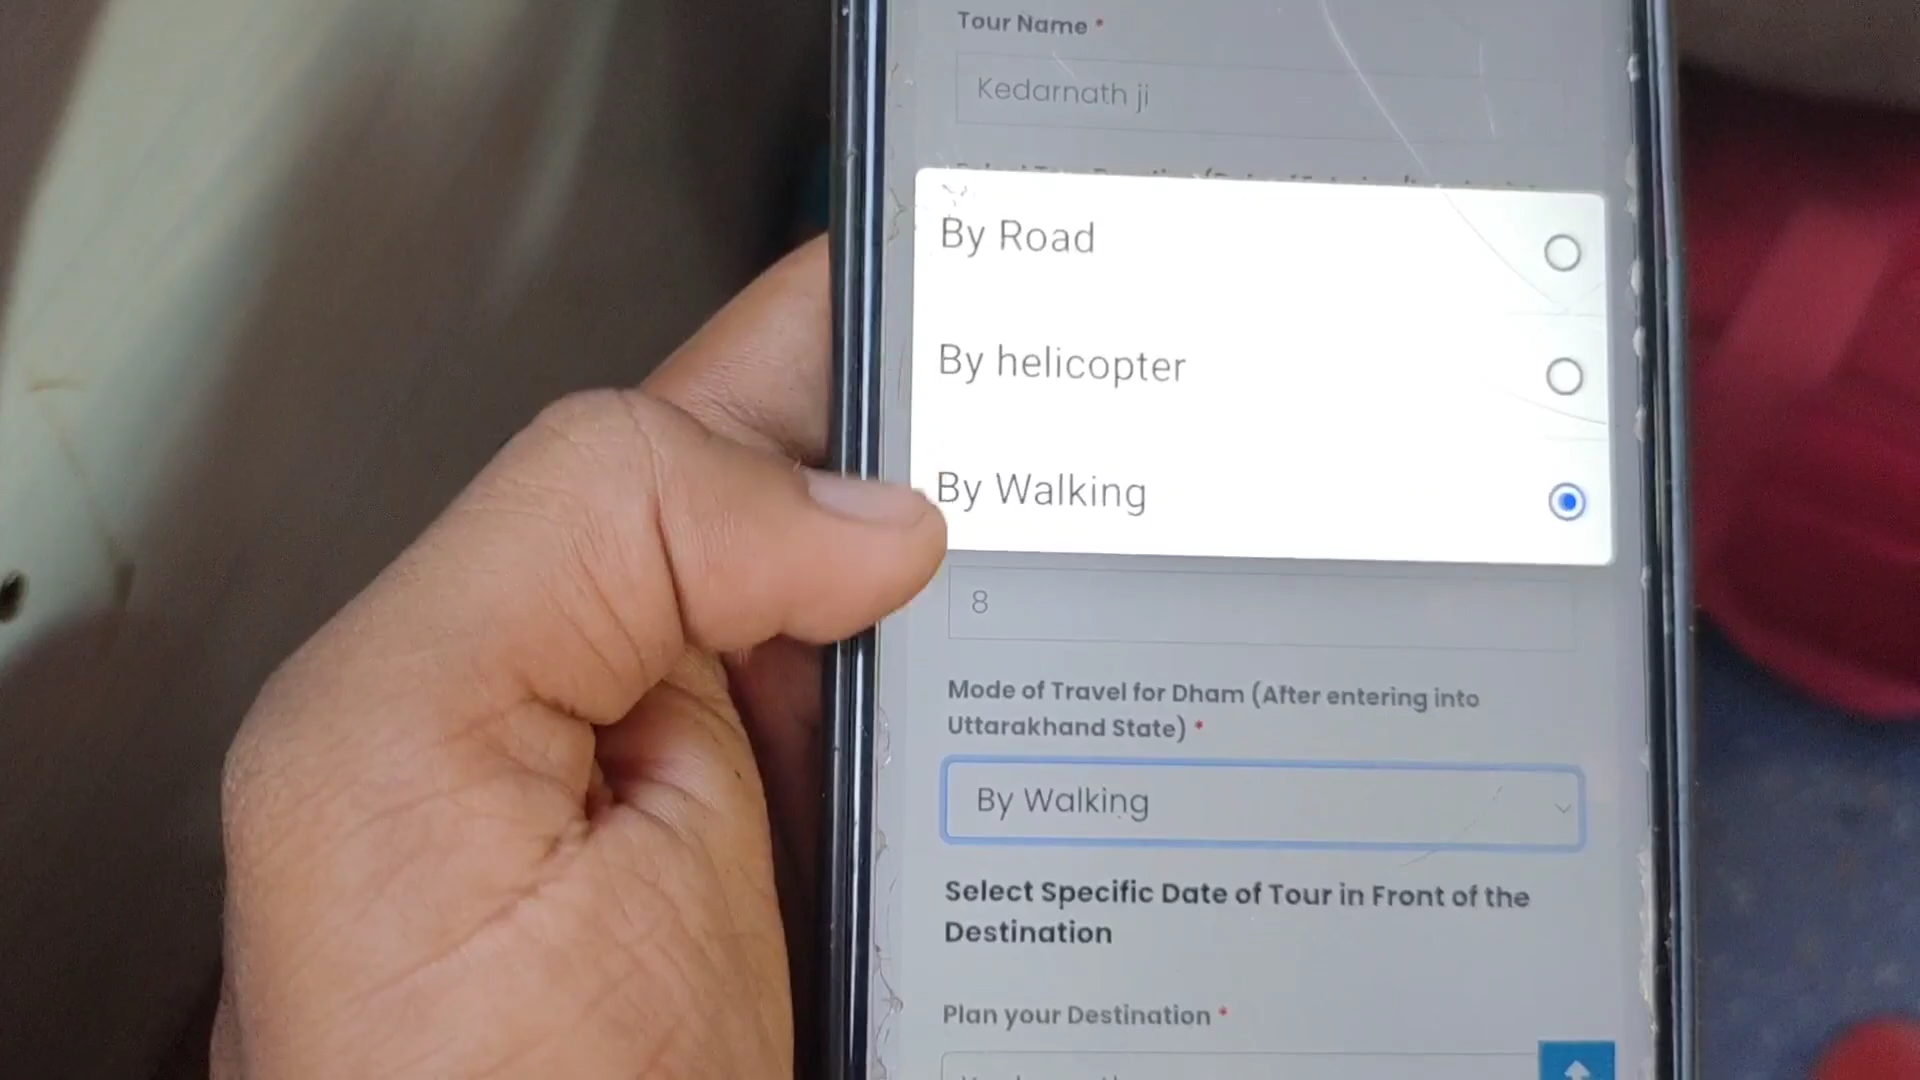 Tour Name *
Kedarnath ji
By Road
By helicopter
By Walking
8
Mode of Travel for Dham (After entering into
Uttarakhand State) *
By Walking
Select Specific Date of Tour in Front of the
Destination
Plan your Destination *